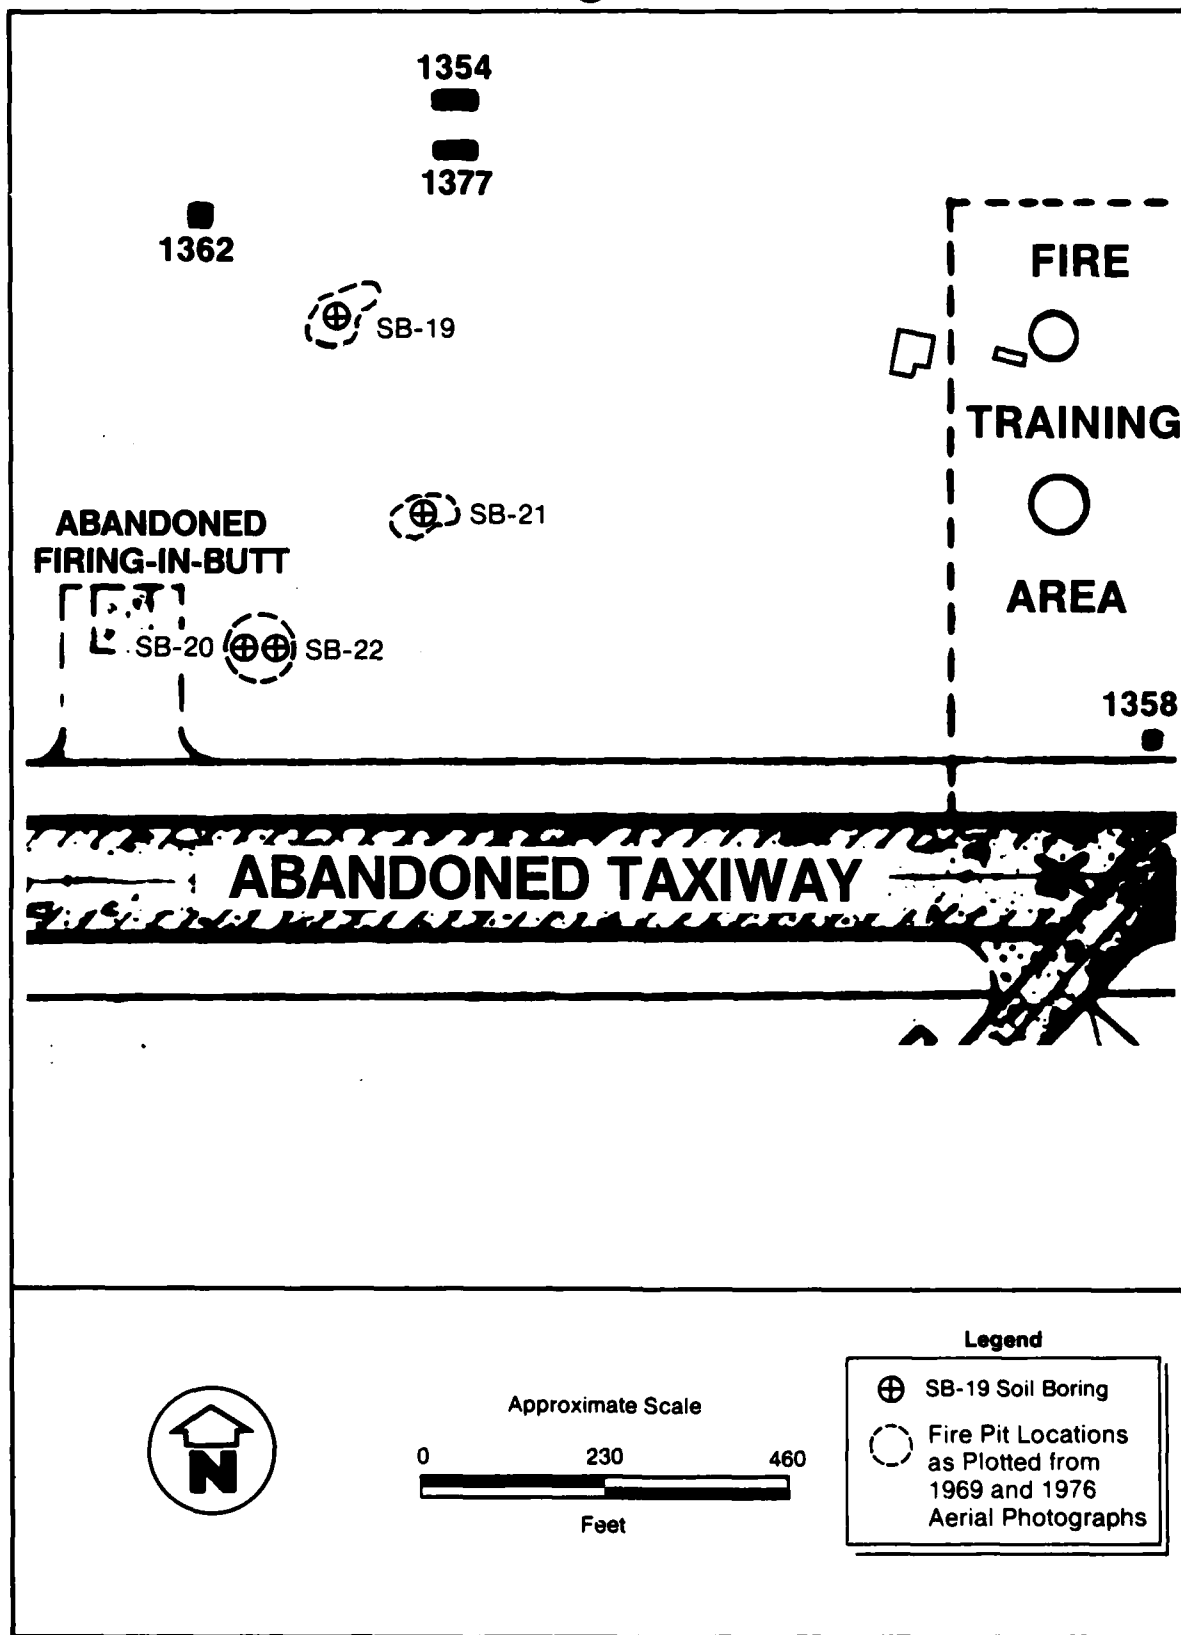 1354
1377
1362
FIRE
SB-19
TRAINING
SB-21
ABANDONED
FIRING-IN-BUTT
AREA
SB-20
SB-22
1358
ABANDONED TAXIWAY
Legend
SB-19 Soil Boring
Fire Pit Locations
as Plotted from
1969 and 1976
Aerial Photographs
Approximate Scale
0 230 460
Feet
N